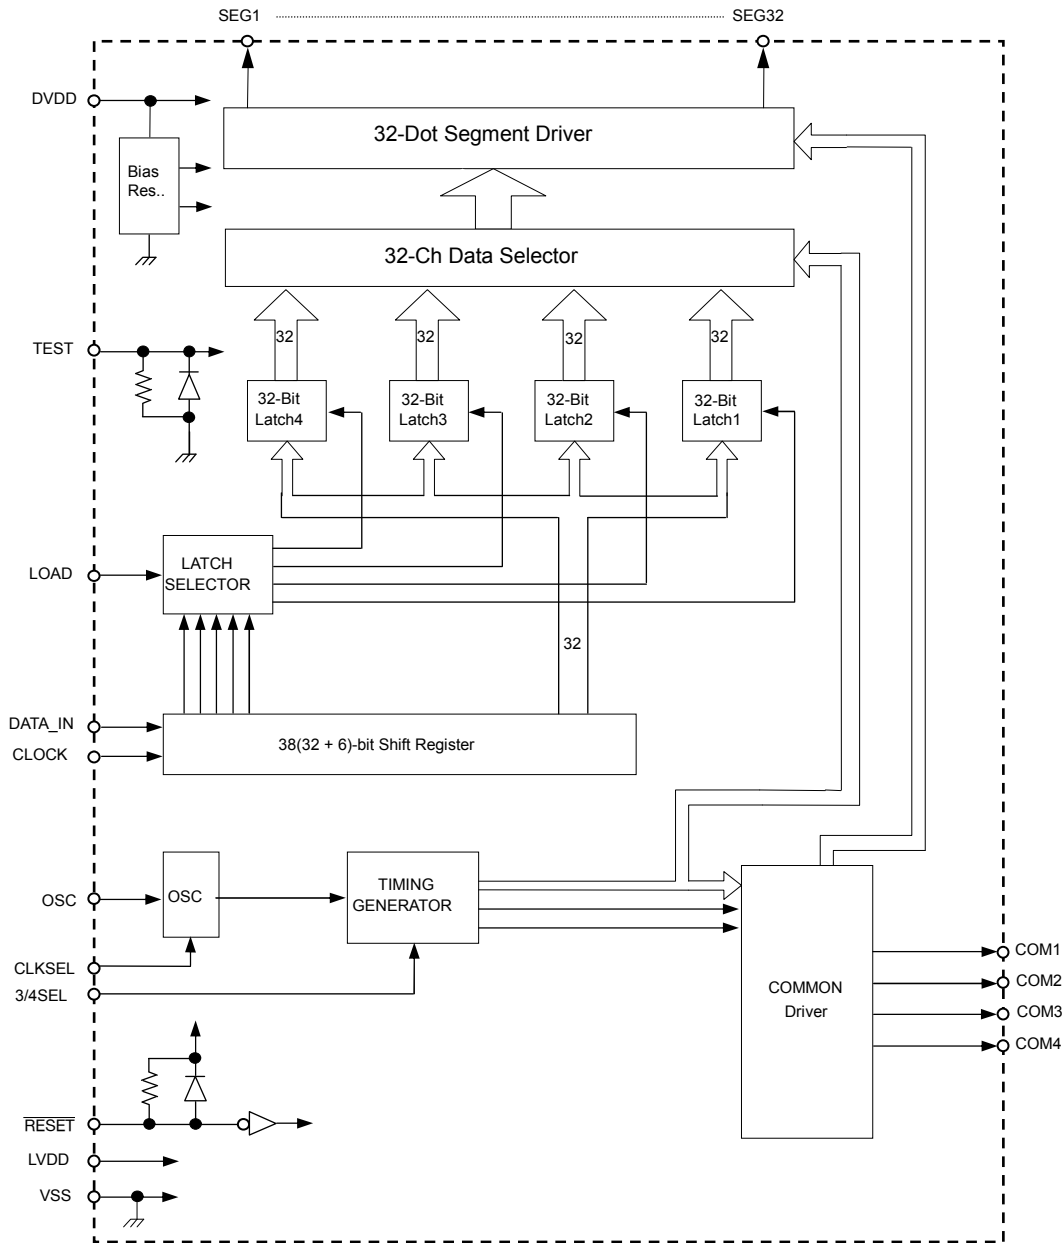 SEG1
SEG32
DVDD
32-Dot Segment Driver
Bias
Res..
32-Ch Data Selector
TEST
32
32
32
32
32-Bit
Latch4
32-Bit
Latch3
32-Bit
Latch2
32-Bit
Latch1
LOAD
LATCH
SELECTOR
32
DATA_IN
CLOCK
38(32 + 6)-bit Shift Register
OSC
OSC
TIMING
GENERATOR
CLKSEL
3/4SEL
COMMON
Driver
COM1
COM2
COM3
COM4
RESET
LVDD
VSS